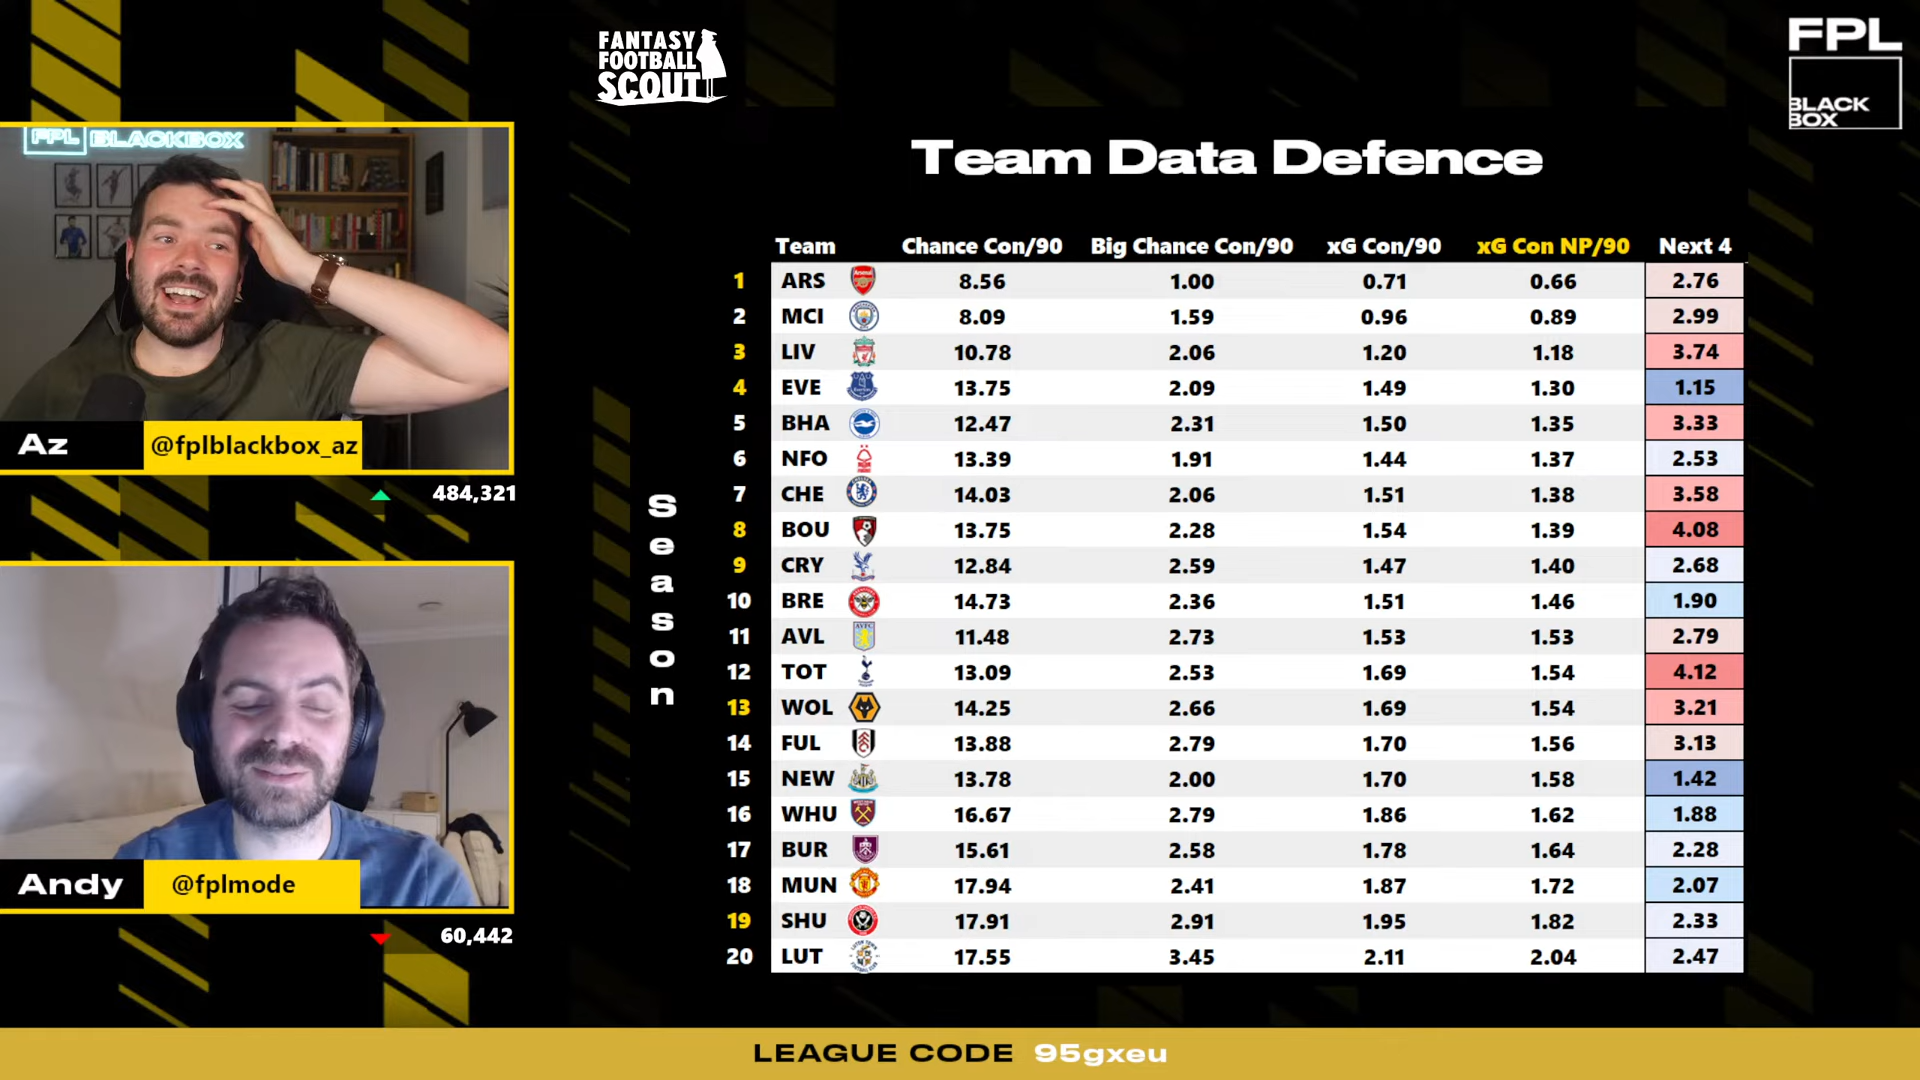 FANTASY
FOOTBALL
SCOUT
FPL
BLACK
BOX
FPL BLACKBOX
Az @fplblackbox_az
484,321
Andy @fplmode
60,442
Team Data Defence
Season
Team Chance Con/90 Big Chance Con/90 xG Con/90 xG Con NP/90 Next 4
1 ARS 8.56 1.00 0.71 0.66 2.76
2 MCI 8.09 1.59 0.96 0.89 2.99
3 LIV 10.78 2.06 1.20 1.18 3.74
4 EVE 13.75 2.09 1.49 1.30 1.15
5 BHA 12.47 2.31 1.50 1.35 3.33
6 NFO 13.39 1.91 1.44 1.37 2.53
7 CHE 14.03 2.06 1.51 1.38 3.58
8 BOU 13.75 2.28 1.54 1.39 4.08
9 CRY 12.84 2.59 1.47 1.40 2.68
10 BRE 14.73 2.36 1.51 1.46 1.90
11 AVL 11.48 2.73 1.53 1.53 2.79
12 TOT 13.09 2.53 1.69 1.54 4.12
13 WOL 14.25 2.66 1.69 1.54 3.21
14 FUL 13.88 2.79 1.70 1.56 3.13
15 NEW 13.78 2.00 1.70 1.58 1.42
16 WHU 16.67 2.79 1.86 1.62 1.88
17 BUR 15.61 2.58 1.78 1.64 2.28
18 MUN 17.94 2.41 1.87 1.72 2.07
19 SHU 17.91 2.91 1.95 1.82 2.33
20 LUT 17.55 3.45 2.11 2.04 2.47
LEAGUE CODE 95gxeu